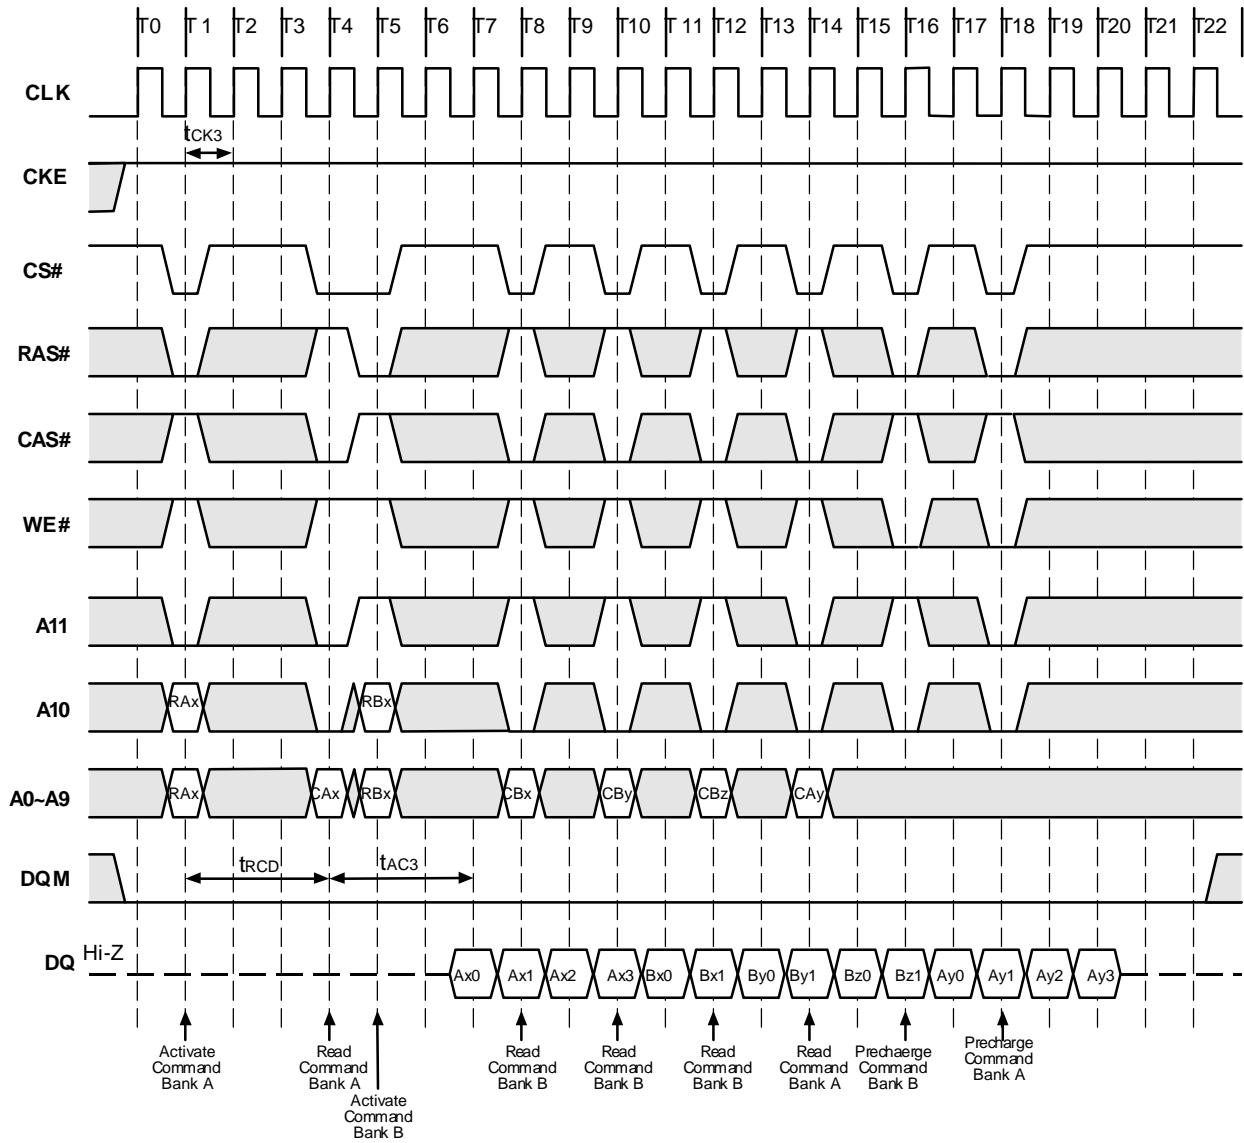 T0 T 1 T2 T3 T4 T5 T6 T7 T8 T9 T10 T 11 T12 T13 T14 T15 T16 T17 T18 T19 T20 T21 T22
CLK
tCK3
CKE
CS#
RAS#
CAS#
WE#
A11
A10 RAx RBx
A0~A9 RAx CAx RBx CBx CBy CBz CAy
DQM tRCD tAC3
DQ Hi-Z Ax0 Ax1 Ax2 Ax3 Bx0 Bx1 By0 By1 Bz0 Bz1 Ay0 Ay1 Ay2 Ay3
Activate
Command
Bank A
Read
Command
Bank A
Activate
Command
Bank B
Read
Command
Bank B
Read
Command
Bank B
Read
Command
Bank B
Read
Command
Bank A
Prechaerge
Command
Bank B
Precharge
Command
Bank A